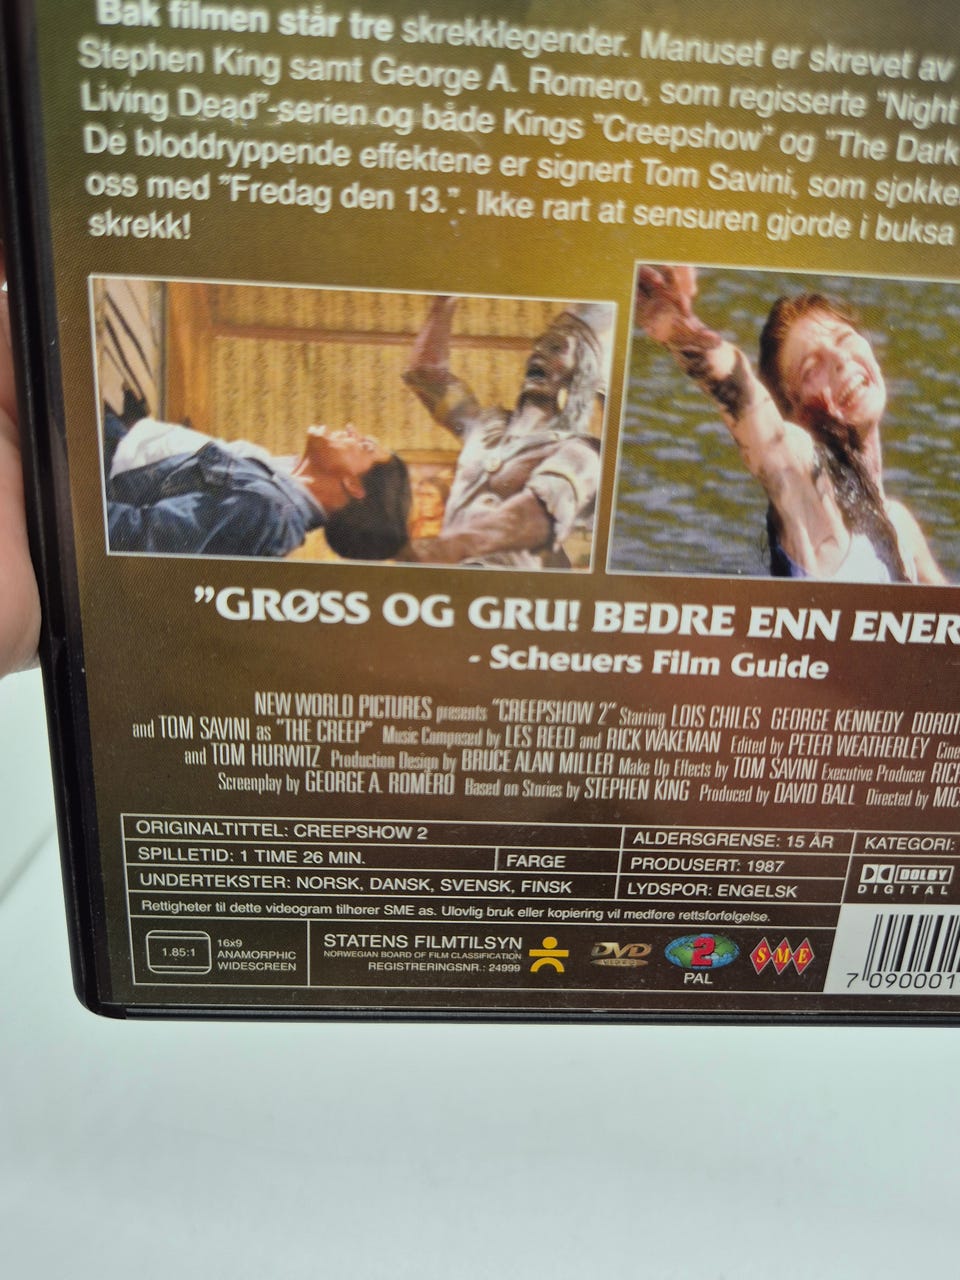 Bak filmen står tre skrekklegender. Manuset er skrevet av
Stephen King samt George A. Romero, som regisserte "Night
Living Dead"-serien og både Kings "Creepshow" og "The Dark
De bloddryppende effektene er signert Tom Savini, som sjokke
oss med "Fredag den 13.". Ikke rart at sensuren gjorde i buksa
skrekk!
"GRØSS OG GRU! BEDRE ENN ENER
- Scheuers Film Guide
NEW WORLD PICTURES presents "CREEPSHOW 2" Starring LOIS CHILES GEORGE KENNEDY DOROT
and TOM SAVINI as "THE CREEP" Music Composed by LES REED and RICK WAKEMAN Edited by PETER WEATHERLEY Cine
and TOM HURWITZ Production Design by BRUCE ALAN MILLER Make Up Effects by TOM SAVINI Executive Producer RIC
Screenplay by GEORGE A. ROMERO Based on Stories by STEPHEN KING Produced by DAVID BALL Directed by MIC
ORIGINALTITTEL: CREEPSHOW 2
ALDERSGRENSE: 15 ÅR
KATEGORI:
SPILLETID: 1 TIME 26 MIN.
FARGE
PRODUSERT: 1987
UNDERTEKSTER: NORSK, DANSK, SVENSK, FINSK
LYDSPOR: ENGELSK
DOLBY
DIGITAL
Rettigheter til dette videogram tilhører SME as. Ulovlig bruk eller kopiering vil medføre rettsforfølgelse.
1.85:1
16x9
ANAMORPHIC
WIDESCREEN
STATENS FILMTILSYN
NORWEGIAN BOARD OF FILM CLASSIFICATION
REGISTRERINGSNR.: 24999
DVD
VIDEO
2
PAL
SME
7 090001